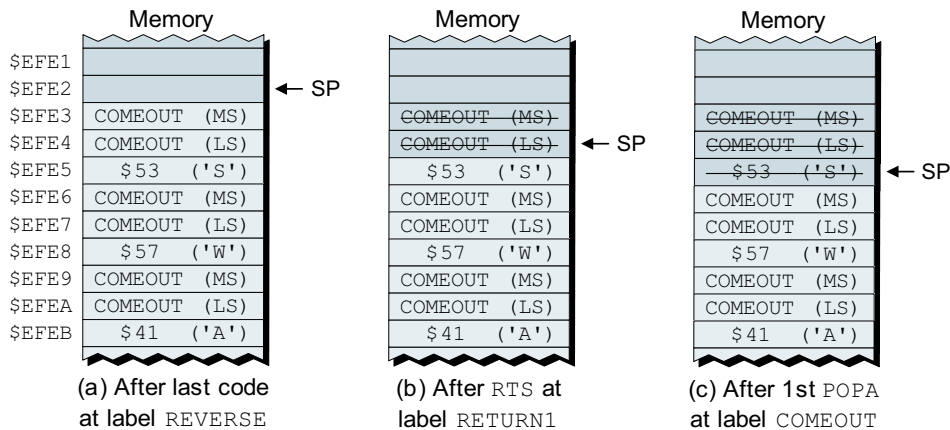 Memory
$EFE1
$EFE2
← SP
$EFE3 COMEOUT (MS)
$EFE4 COMEOUT (LS)
$EFE5 $53 ('S')
$EFE6 COMEOUT (MS)
$EFE7 COMEOUT (LS)
$EFE8 $57 ('W')
$EFE9 COMEOUT (MS)
$EFEA COMEOUT (LS)
$EFEB $41 ('A')
(a) After last code
at label REVERSE
Memory
COMEOUT (MS)
COMEOUT (LS)
← SP
$53 ('S')
COMEOUT (MS)
COMEOUT (LS)
$57 ('W')
COMEOUT (MS)
COMEOUT (LS)
$41 ('A')
(b) After RTS at
label RETURN1
Memory
COMEOUT (MS)
COMEOUT (LS)
$53 ('S')
← SP
COMEOUT (MS)
COMEOUT (LS)
$57 ('W')
COMEOUT (MS)
COMEOUT (LS)
$41 ('A')
(c) After 1st POPA
at label COMEOUT